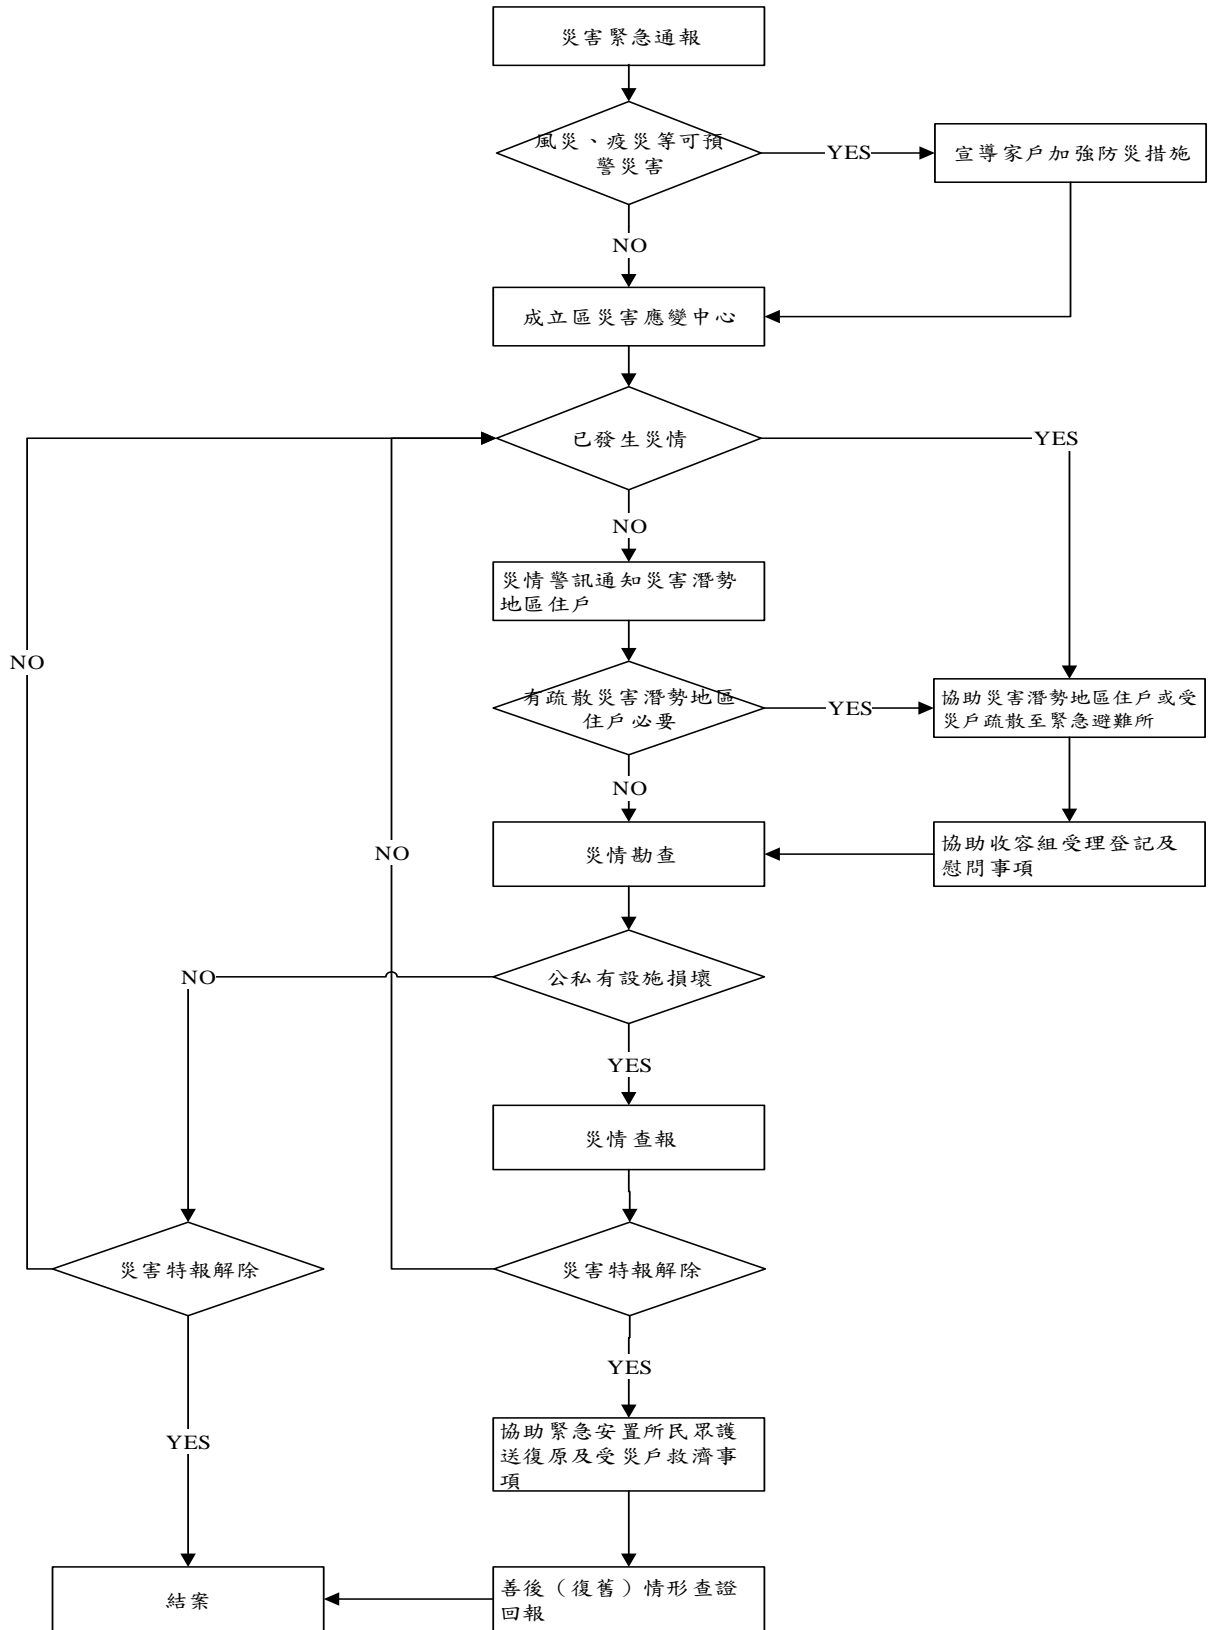 災害緊急通報
風災、疫災等可預
警災害
YES
宣導家戶加強防災措施
NO
成立區災害應變中心
已發生災情
YES
NO
災情警訊通知災害潛勢
地區住戶
NO
有疏散災害潛勢地區
住戶必要
YES
協助災害潛勢地區住戶或受
災戶疏散至緊急避難所
NO
災情勘查
NO
協助收容組受理登記及
慰問事項
公私有設施損壞
NO
YES
災情查報
災害特報解除
災害特報解除
YES
YES
協助緊急安置所民眾護
送復原及受災戶救濟事
項
結案
善後（復舊）情形查證
回報